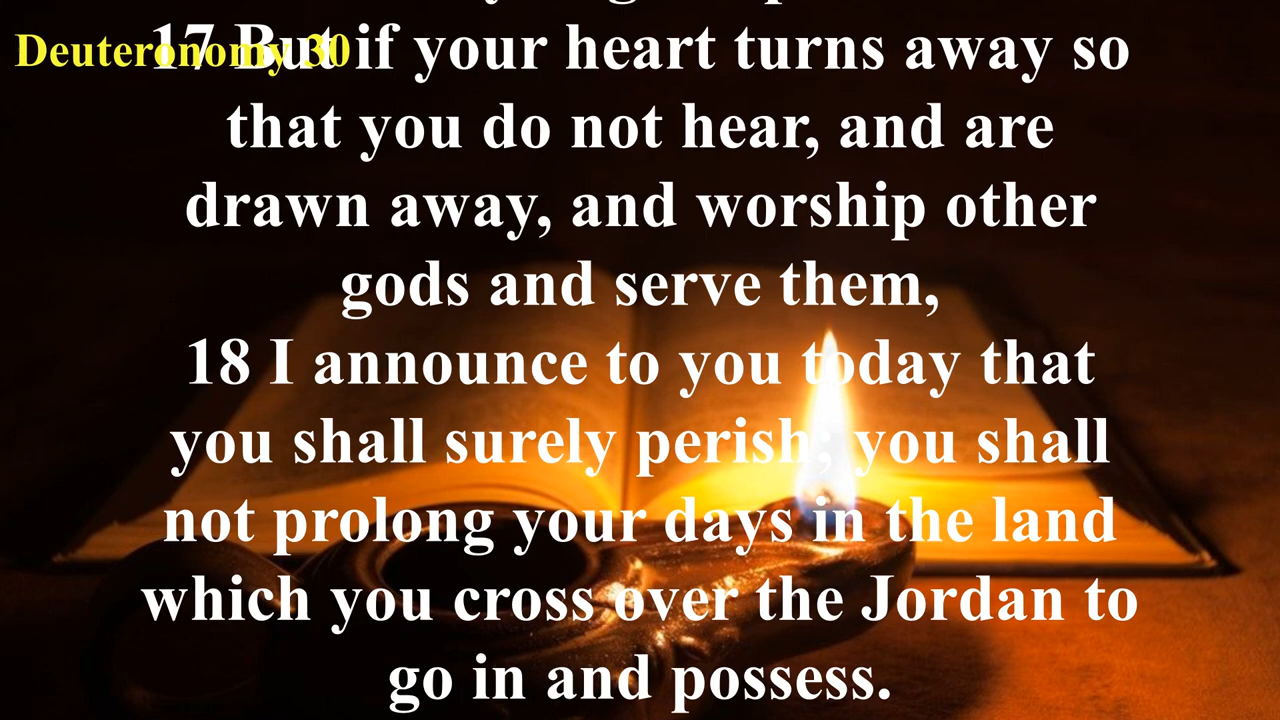 Deuteronomy 30
17 But if your heart turns away so
that you do not hear, and are
drawn away, and worship other
gods and serve them,
18 I announce to you today that
you shall surely perish; you shall
not prolong your days in the land
which you cross over the Jordan to
go in and possess.